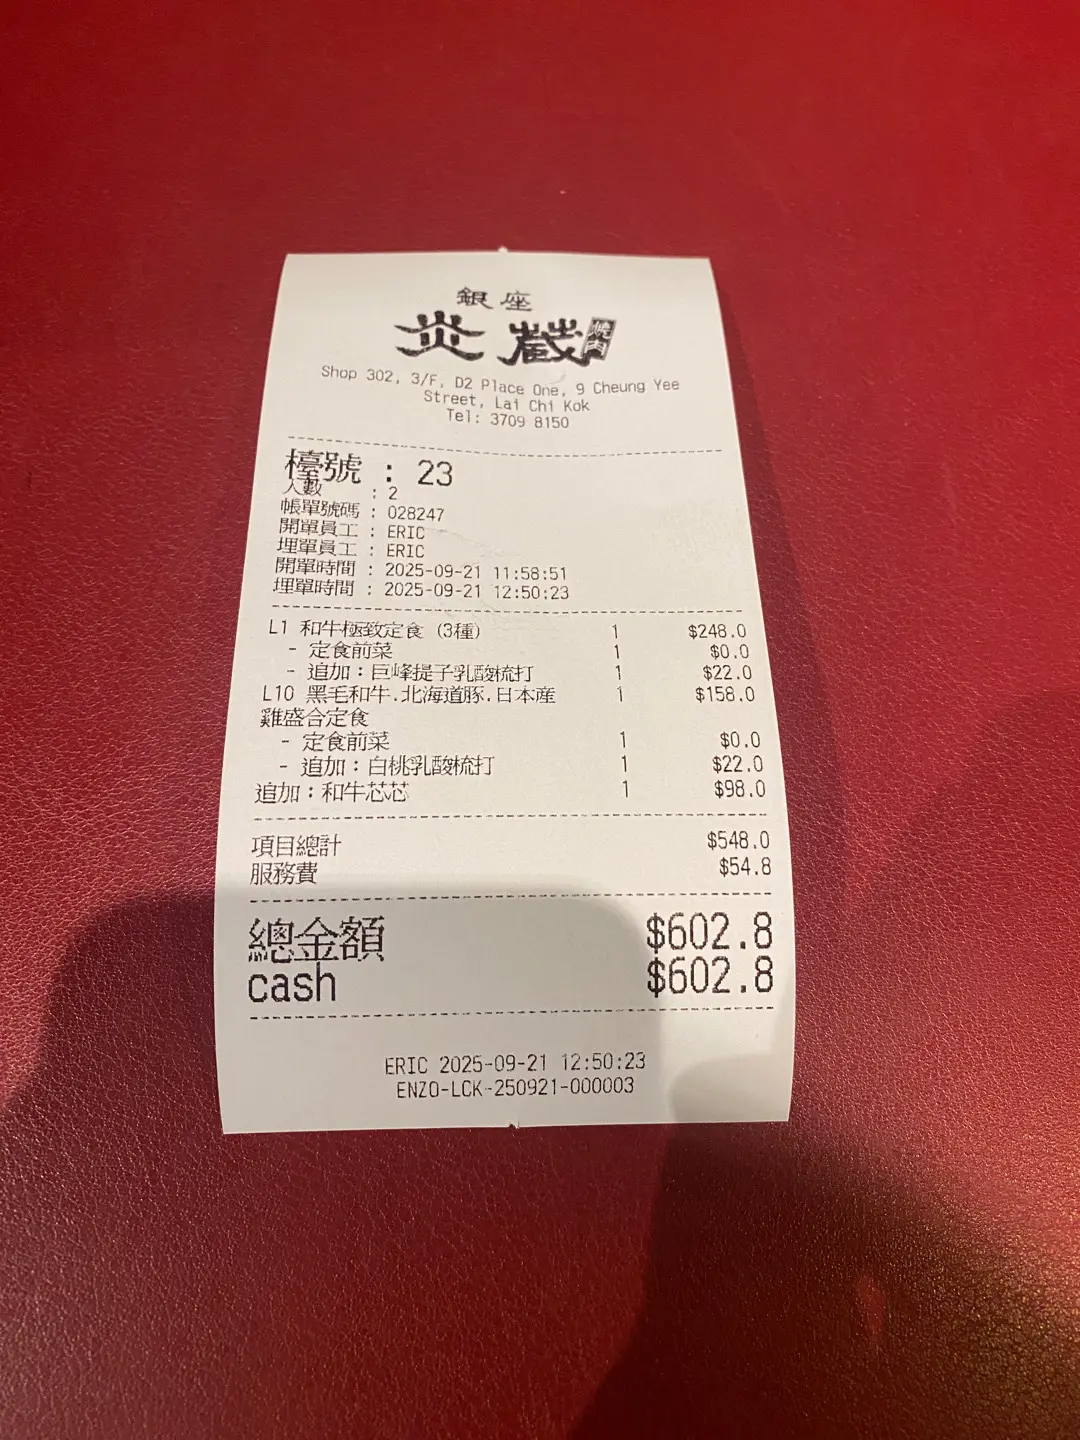 銀座
炎蔵 焼肉
Shop 302, 3/F, D2 Place One, 9 Cheung Yee
Street, Lai Chi Kok
Tel: 3709 8150
檯號 : 23
人數 : 2
帳單號碼 : 028247
開單員工 : ERIC
埋單員工 : ERIC
開單時間 : 2025-09-21 11:58:51
埋單時間 : 2025-09-21 12:50:23
L1 和牛極致定食 (3種) 1 $248.0
- 定食前菜 1 $0.0
- 追加：巨峰提子乳酸梳打 1 $22.0
L10 黑毛和牛.北海道豚.日本産 1 $158.0
雞盛合定食
- 定食前菜 1 $0.0
- 追加：白桃乳酸梳打 1 $22.0
追加：和牛芯芯 1 $98.0
項目總計 $548.0
服務費 $54.8
總金額 $602.8
cash $602.8
ERIC 2025-09-21 12:50:23
ENZO-LCK-250921-000003